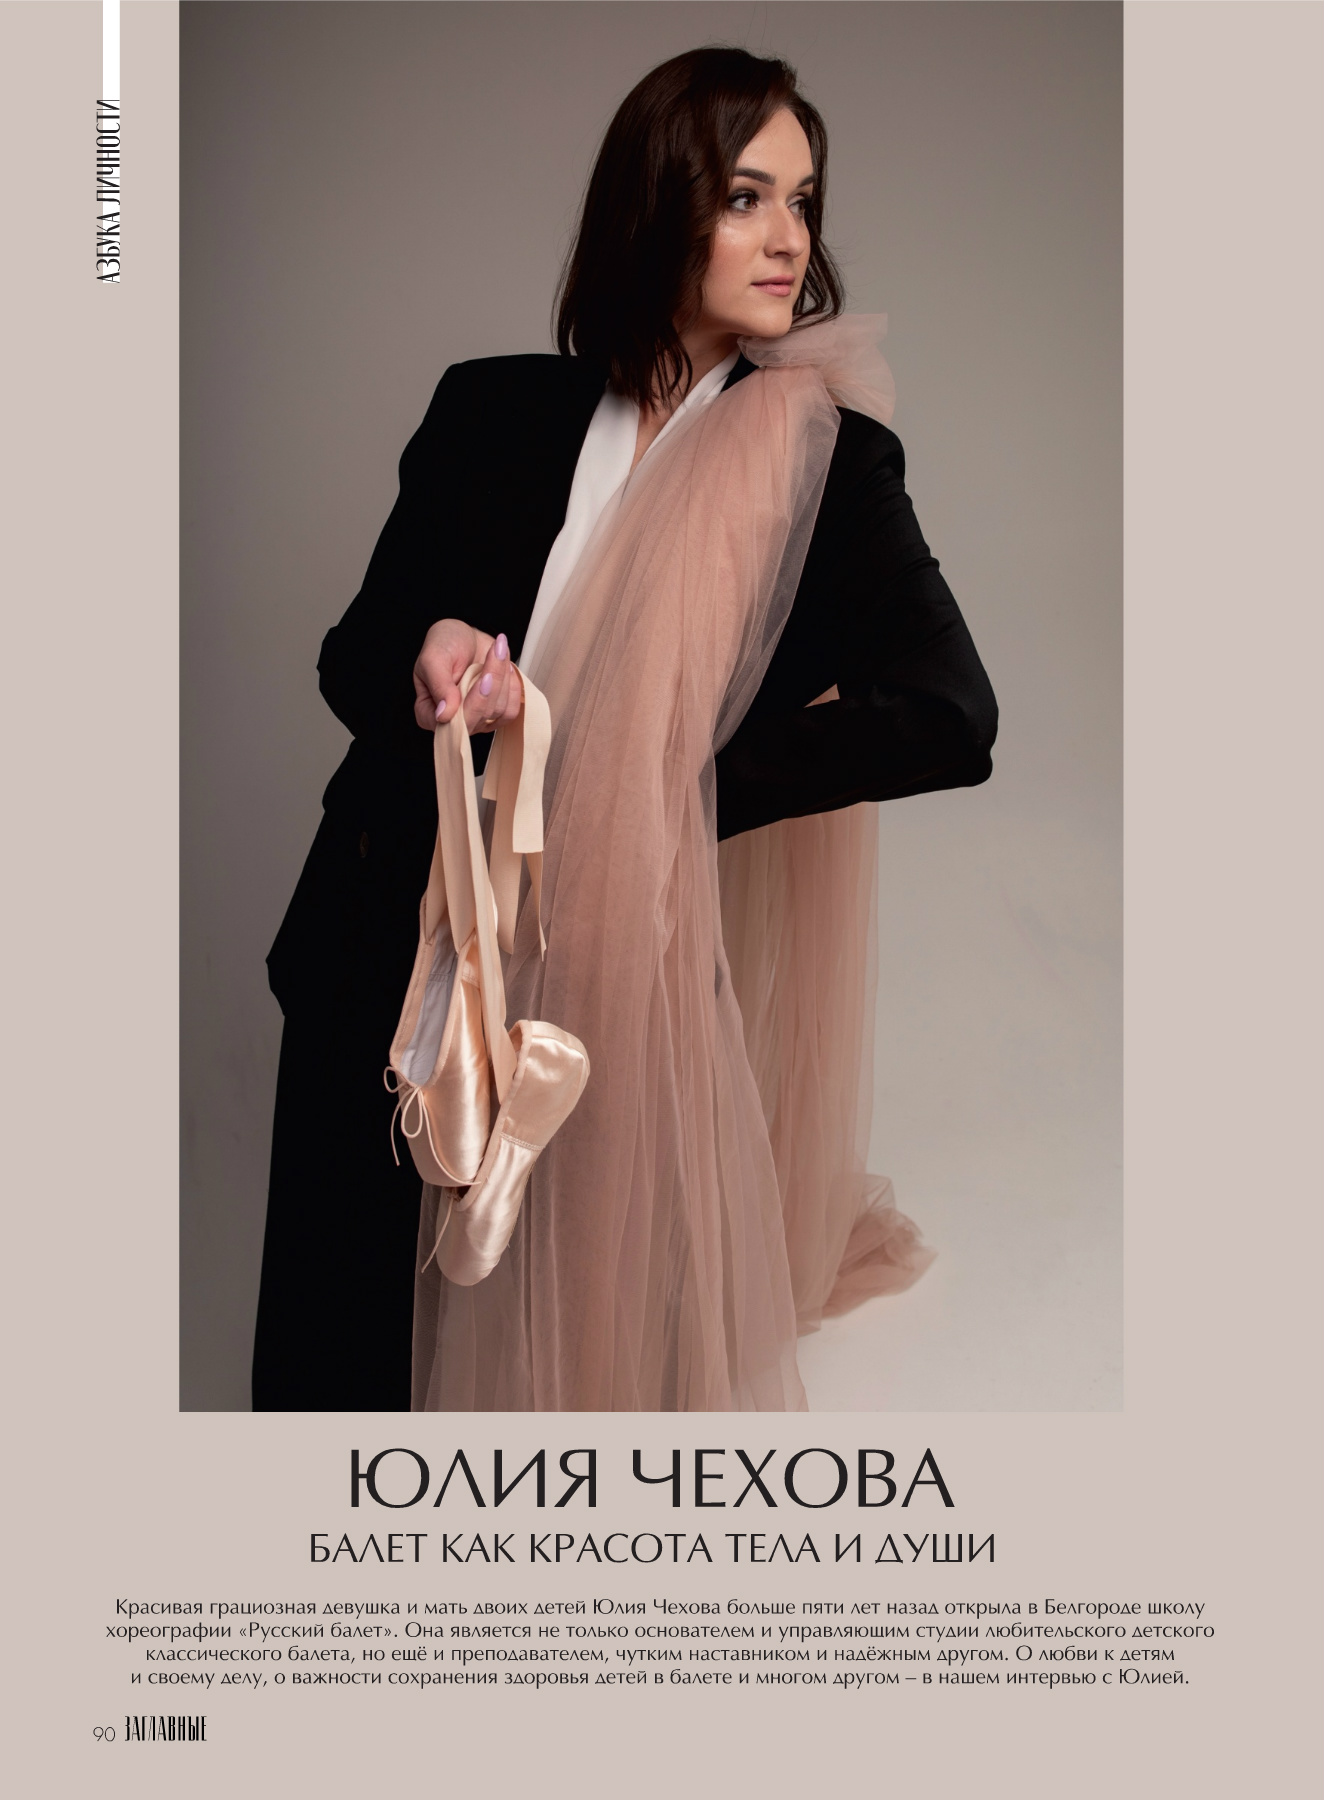 АЗБУКА ЛИЧНОСТИ
ЮЛИЯ ЧЕХОВА
БАЛЕТ КАК КРАСОТА ТЕЛА И ДУШИ
Красивая грациозная девушка и мать двоих детей Юлия Чехова больше пяти лет назад открыла в Белгороде школу
хореографии «Русский балет». Она является не только основателем и управляющим студии любительского детского
классического балета, но ещё и преподавателем, чутким наставником и надёжным другом. О любви к детям
и своему делу, о важности сохранения здоровья детей в балете и многом другом – в нашем интервью с Юлией.
90 ЗАГЛАВНЫЕ